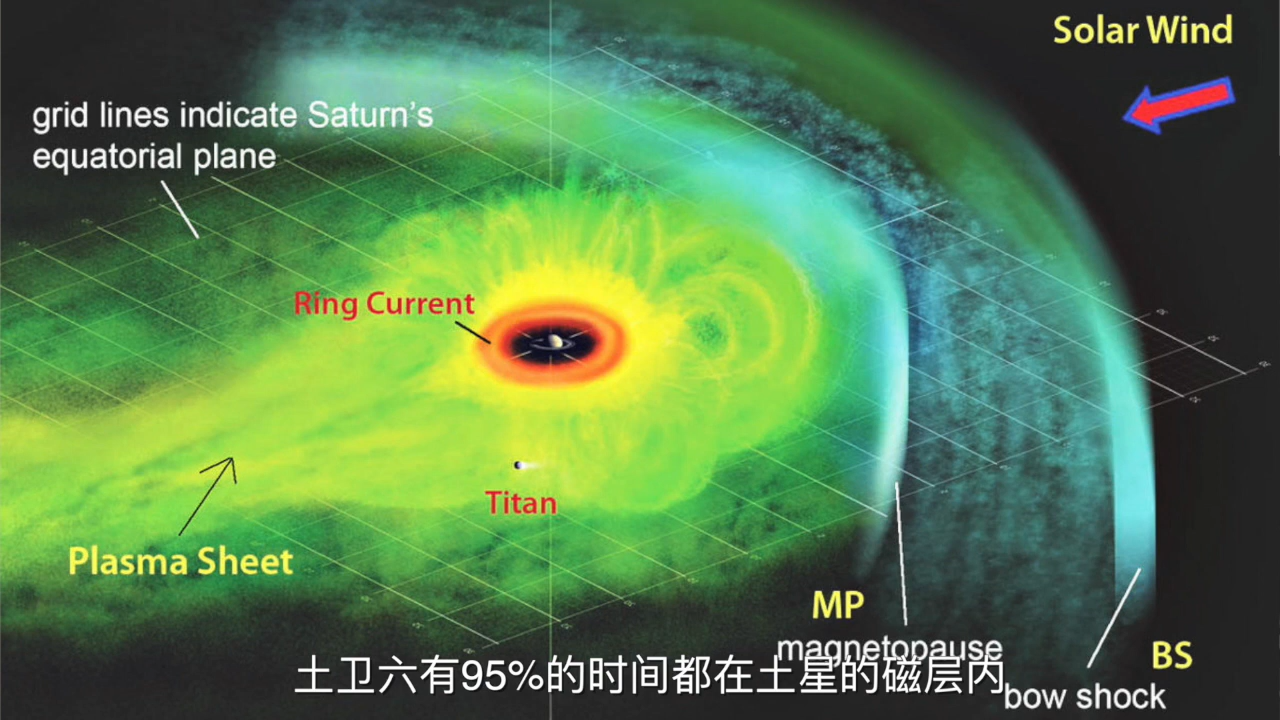 Solar Wind
grid lines indicate Saturn's
equatorial plane
Ring Current
Titan
Plasma Sheet
MP
magnetopause
BS
土卫六有95%的时间都在土星的磁层内
bow shock